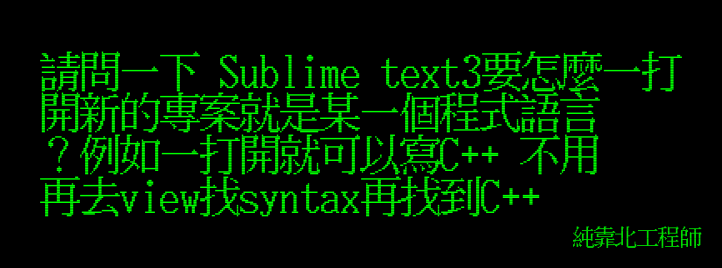 請問一下 Sublime text3要怎麼一打
開新的專案就是某一個程式語言
？例如一打開就可以寫C++ 不用
再去view找syntax再找到C++
純靠北工程師